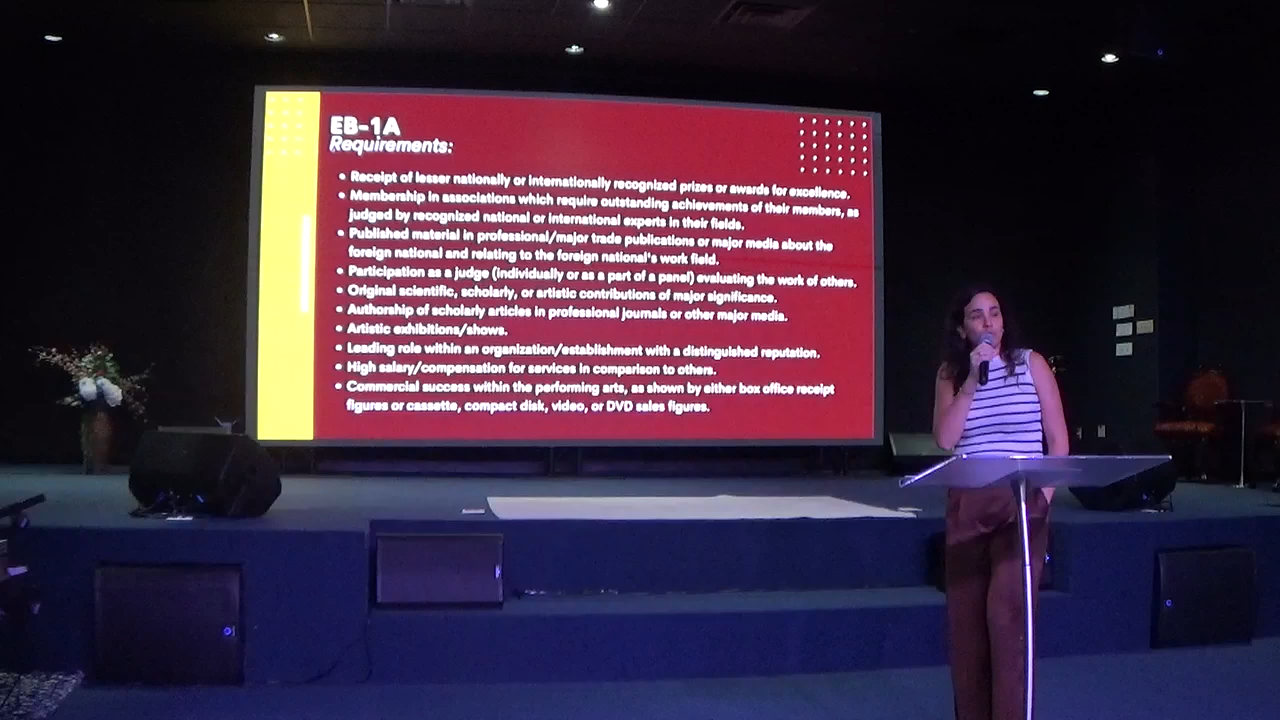 EB-1A
Requirements:
• Receipt of lesser nationally or internationally recognized prizes or awards for excellence.
• Membership in associations which require outstanding achievements of their members, as
judged by recognized national or international experts in their fields.
• Published material in professional/major trade publications or major media about the
foreign national and relating to the foreign national's work field.
• Participation as a judge (individually or as a part of a panel) evaluating the work of others.
• Original scientific, scholarly, or artistic contributions of major significance.
• Authorship of scholarly articles in professional journals or other major media.
• Artistic exhibitions/shows.
• Leading role within an organization/establishment with a distinguished reputation.
• High salary/compensation for services in comparison to others.
• Commercial success within the performing arts, as shown by either box office receipt
figures or cassette, compact disk, video, or DVD sales figures.